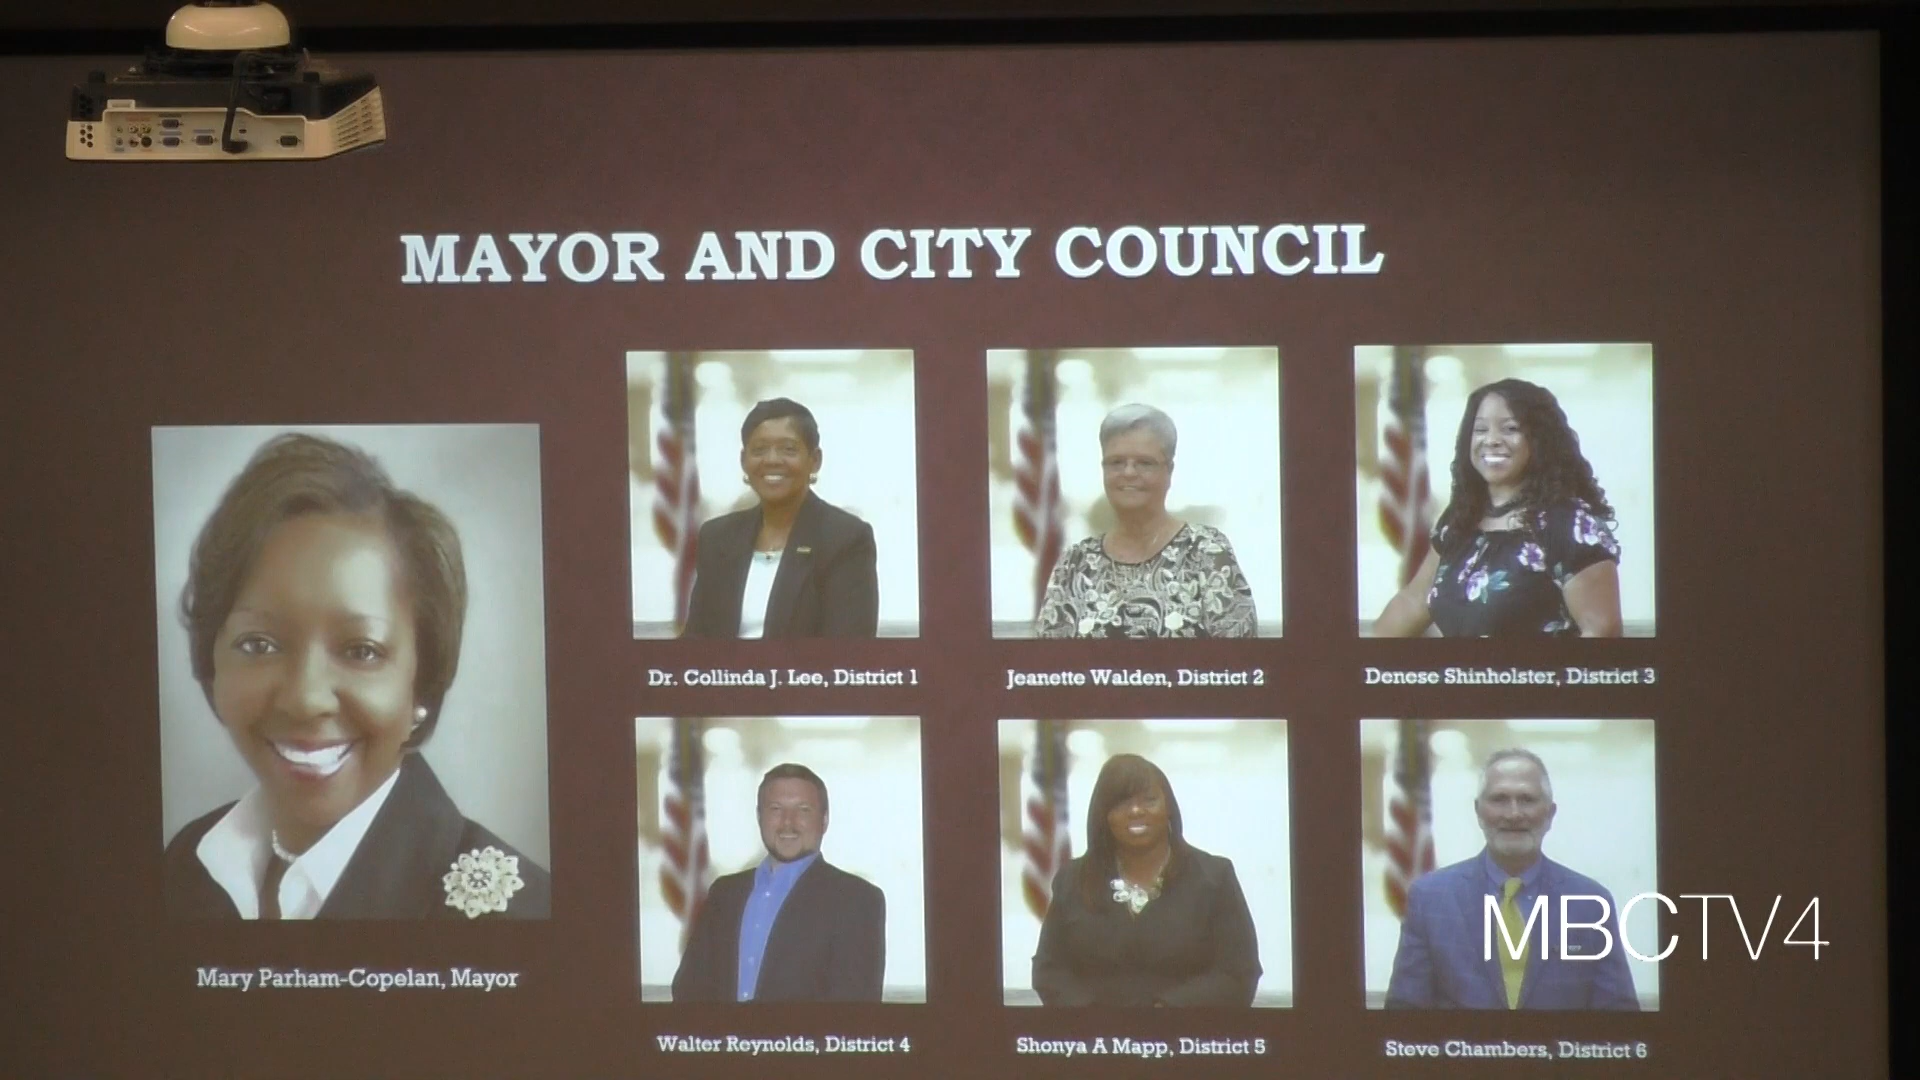 MAYOR AND CITY COUNCIL
Dr. Collinda J. Lee, District 1
Jeanette Walden, District 2
Denese Shinholster, District 3
Mary Parham-Copelan, Mayor
Walter Reynolds, District 4
Shonya A Mapp, District 5
Steve Chambers, District 6
MBCTV4